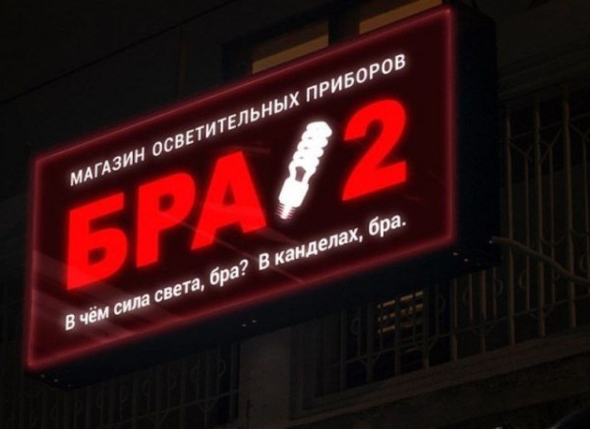 МАГАЗИН ОСВЕТИТЕЛЬНЫХ ПРИБОРОВ
БРА 2
В чём сила света, бра? В канделах, бра.